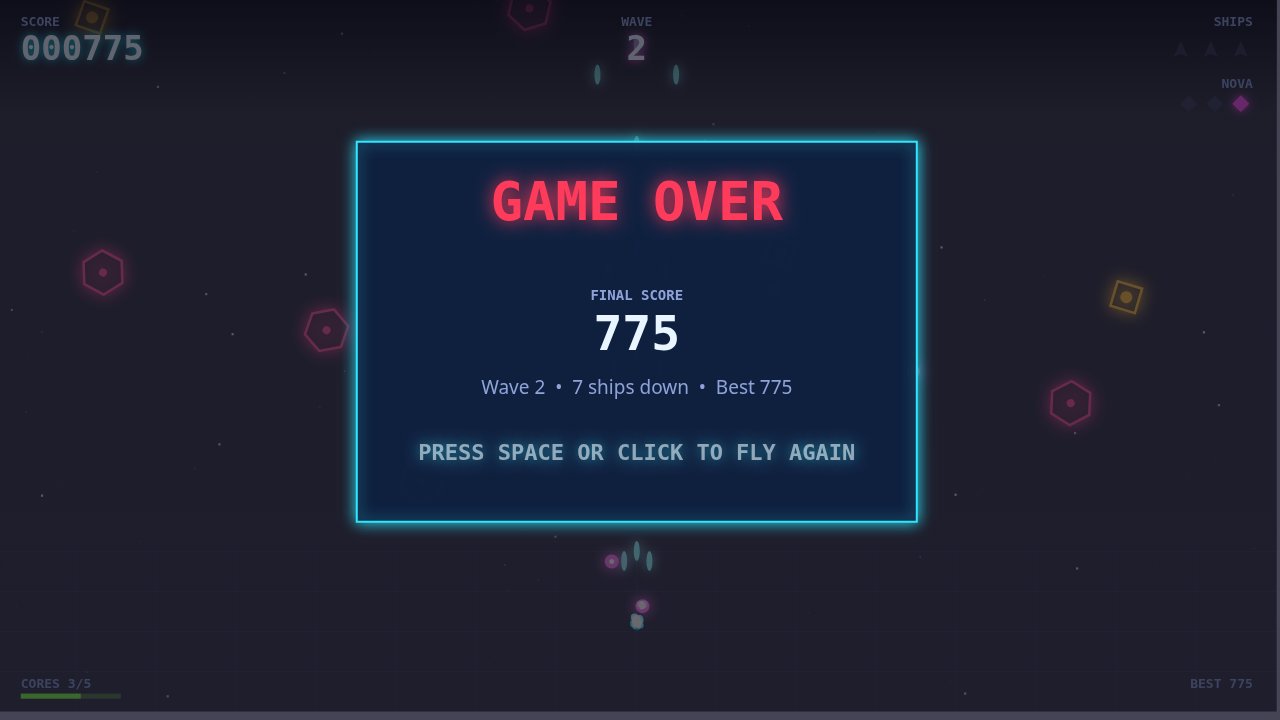 SCORE
000775
WAVE
2
SHIPS
NOVA
GAME OVER
FINAL SCORE
775
Wave 2 • 7 ships down • Best 775
PRESS SPACE OR CLICK TO FLY AGAIN
CORES 3/5
BEST 775